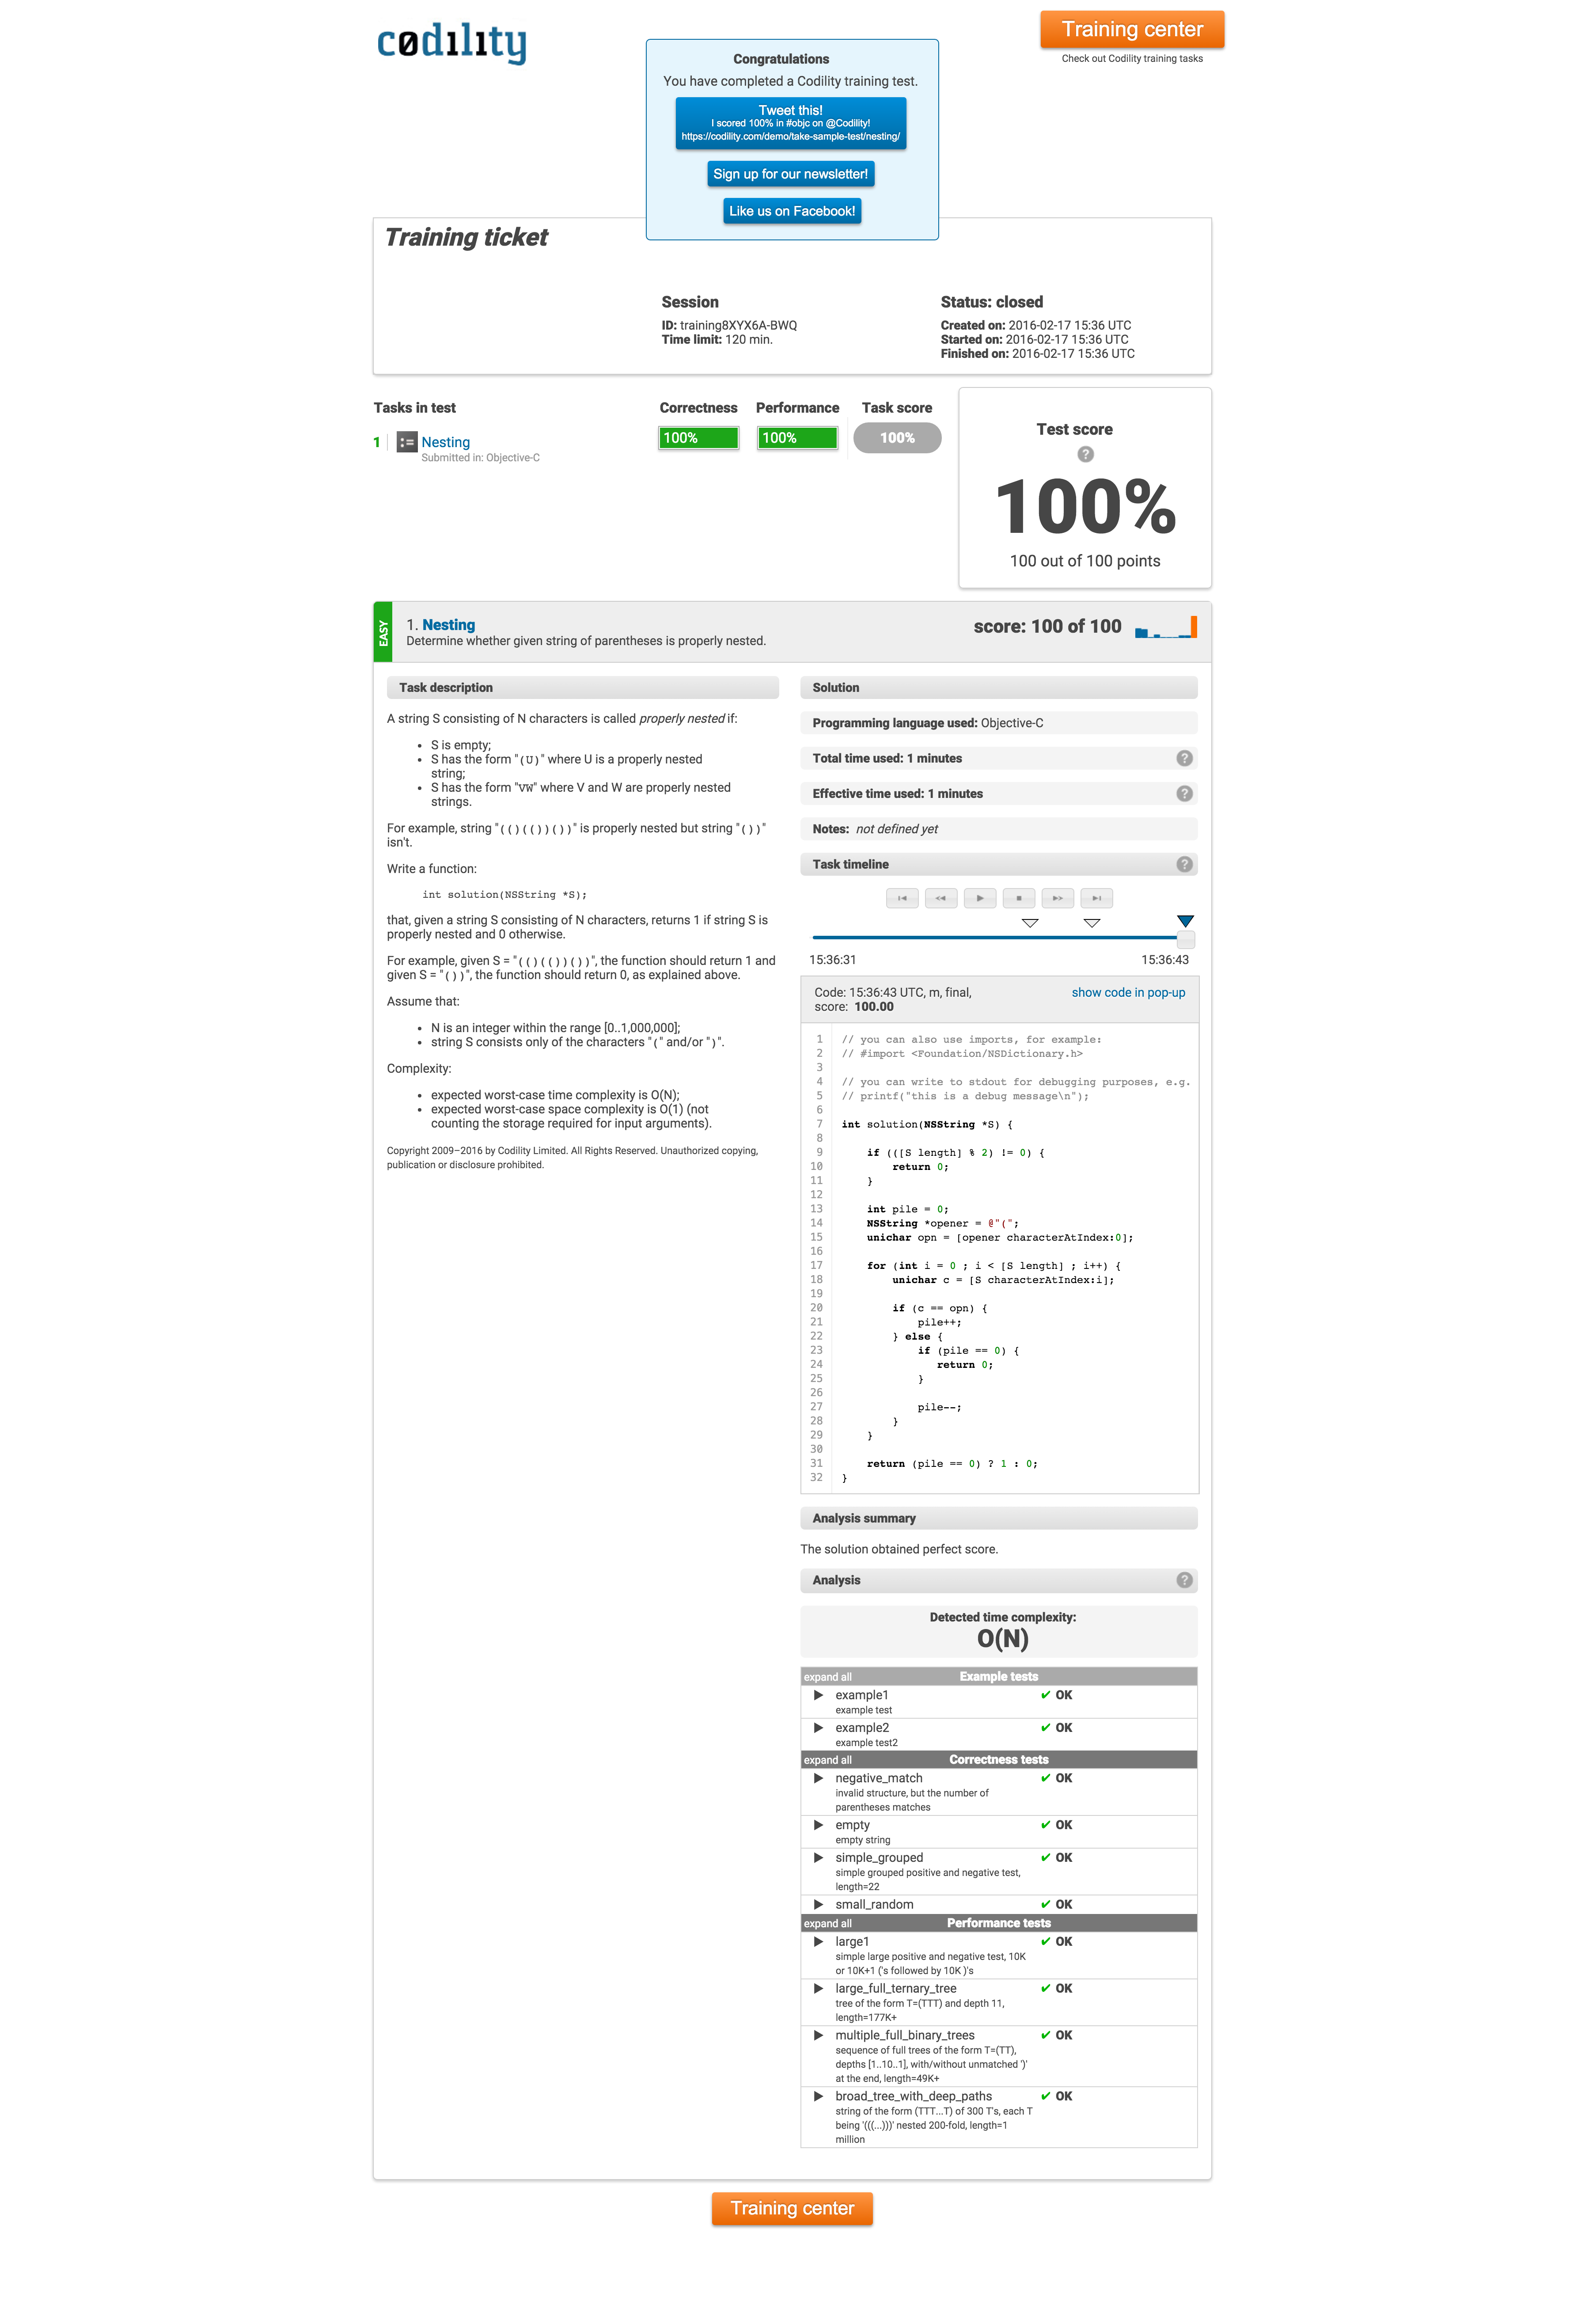 codility
Training center
Check out Codility training tasks
Congratulations
You have completed a Codility training test.
Tweet this!
I scored 100% in #objc on @Codility!
https://codility.com/demo/take-sample-test/nesting/
Sign up for our newsletter!
Like us on Facebook!
Training ticket
Session
ID: training8XYX6A-BWQ
Time limit: 120 min.
Status: closed
Created on: 2016-02-17 15:36 UTC
Started on: 2016-02-17 15:36 UTC
Finished on: 2016-02-17 15:36 UTC
Tasks in test
Correctness
Performance
Task score
1
Nesting
Submitted in: Objective-C
100%
100%
100%
Test score
?
100%
100 out of 100 points
EASY
1. Nesting
Determine whether given string of parentheses is properly nested.
score: 100 of 100
Task description
A string S consisting of N characters is called properly nested if:
• S is empty;
• S has the form "(U)" where U is a properly nested
string;
• S has the form "VW" where V and W are properly nested
strings.
For example, string "(()(())())" is properly nested but string "())"
isn't.
Write a function:
int solution(NSString *S);
that, given a string S consisting of N characters, returns 1 if string S is
properly nested and 0 otherwise.
For example, given S = "(()(())())", the function should return 1 and
given S = "())", the function should return 0, as explained above.
Assume that:
• N is an integer within the range [0..1,000,000];
• string S consists only of the characters "(" and/or ")".
Complexity:
• expected worst-case time complexity is O(N);
• expected worst-case space complexity is O(1) (not
counting the storage required for input arguments).
Copyright 2009–2016 by Codility Limited. All Rights Reserved. Unauthorized copying,
publication or disclosure prohibited.
Solution
Programming language used: Objective-C
Total time used: 1 minutes ?
Effective time used: 1 minutes ?
Notes: not defined yet
Task timeline ?
15:36:31
15:36:43
Code: 15:36:43 UTC, m, final,
score: 100.00
show code in pop-up
1 // you can also use imports, for example:
2 // #import <Foundation/NSDictionary.h>
3
4 // you can write to stdout for debugging purposes, e.g.
5 // printf("this is a debug message\n");
6
7 int solution(NSString *S) {
8
9 if (([S length] % 2) != 0) {
10 return 0;
11 }
12
13 int pile = 0;
14 NSString *opener = @"(";
15 unichar opn = [opener characterAtIndex:0];
16
17 for (int i = 0 ; i < [S length] ; i++) {
18 unichar c = [S characterAtIndex:i];
19
20 if (c == opn) {
21 pile++;
22 } else {
23 if (pile == 0) {
24 return 0;
25 }
26
27 pile--;
28 }
29 }
30
31 return (pile == 0) ? 1 : 0;
32 }
Analysis summary
The solution obtained perfect score.
Analysis ?
Detected time complexity:
O(N)
expand all Example tests
example1 ✔ OK
example test
example2 ✔ OK
example test2
expand all Correctness tests
negative_match ✔ OK
invalid structure, but the number of
parentheses matches
empty ✔ OK
empty string
simple_grouped ✔ OK
simple grouped positive and negative test,
length=22
small_random ✔ OK
expand all Performance tests
large1 ✔ OK
simple large positive and negative test, 10K
or 10K+1 ('s followed by 10K )'s
large_full_ternary_tree ✔ OK
tree of the form T=(TTT) and depth 11,
length=177K+
multiple_full_binary_trees ✔ OK
sequence of full trees of the form T=(TT),
depths [1..10..1], with/without unmatched ')'
at the end, length=49K+
broad_tree_with_deep_paths ✔ OK
string of the form (TTT...T) of 300 T's, each T
being '(((...)))' nested 200-fold, length=1
million
Training center